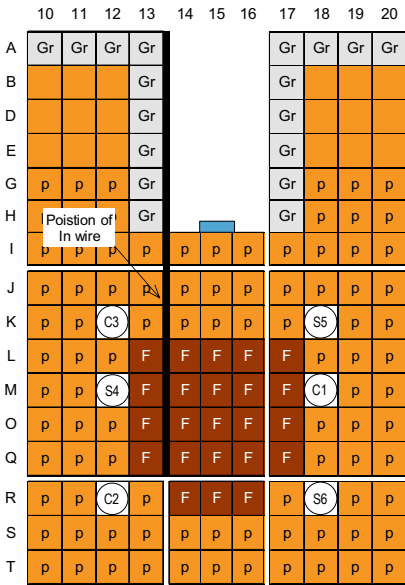 10 11 12 13 14 15 16 17 18 19 20
A Gr Gr Gr Gr Gr Gr Gr Gr
B Gr Gr
D Gr Gr
E Gr Gr
G p p p Gr Gr p p p
H Gr Gr p p p
Poistion of
In wire
I p p p p p p p p p p p
J p p p p p p p p p p p
K p p C3 p p p p p S5 p p
L p p p F F F F F p p p
M p p S4 F F F F F C1 p p
O p p p F F F F F p p p
Q p p p F F F F F p p p
R p p C2 p F F F p S6 p p
S p p p p p p p p p p p
T p p p p p p p p p p p